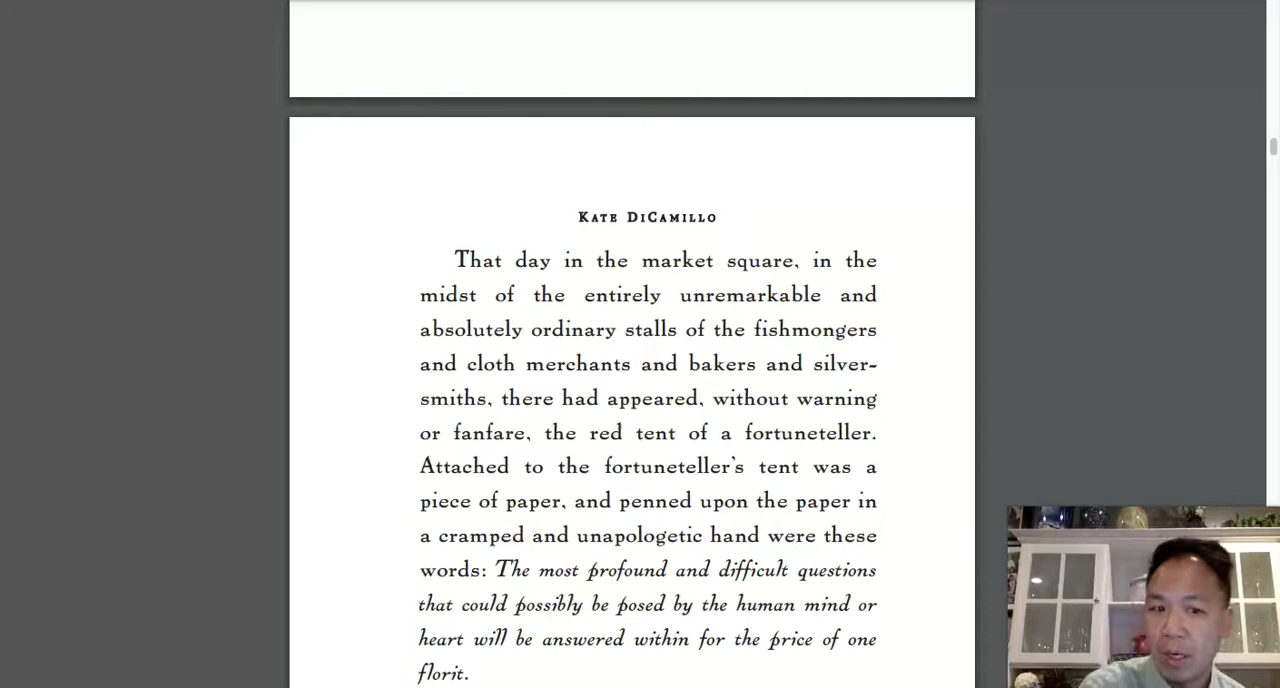 KATE DICAMILLO
That day in the market square, in the
midst of the entirely unremarkable and
absolutely ordinary stalls of the fishmongers
and cloth merchants and bakers and silver-
smiths, there had appeared, without warning
or fanfare, the red tent of a fortuneteller.
Attached to the fortuneteller's tent was a
piece of paper, and penned upon the paper in
a cramped and unapologetic hand were these
words: The most profound and difficult questions
that could possibly be posed by the human mind or
heart will be answered within for the price of one
florit.